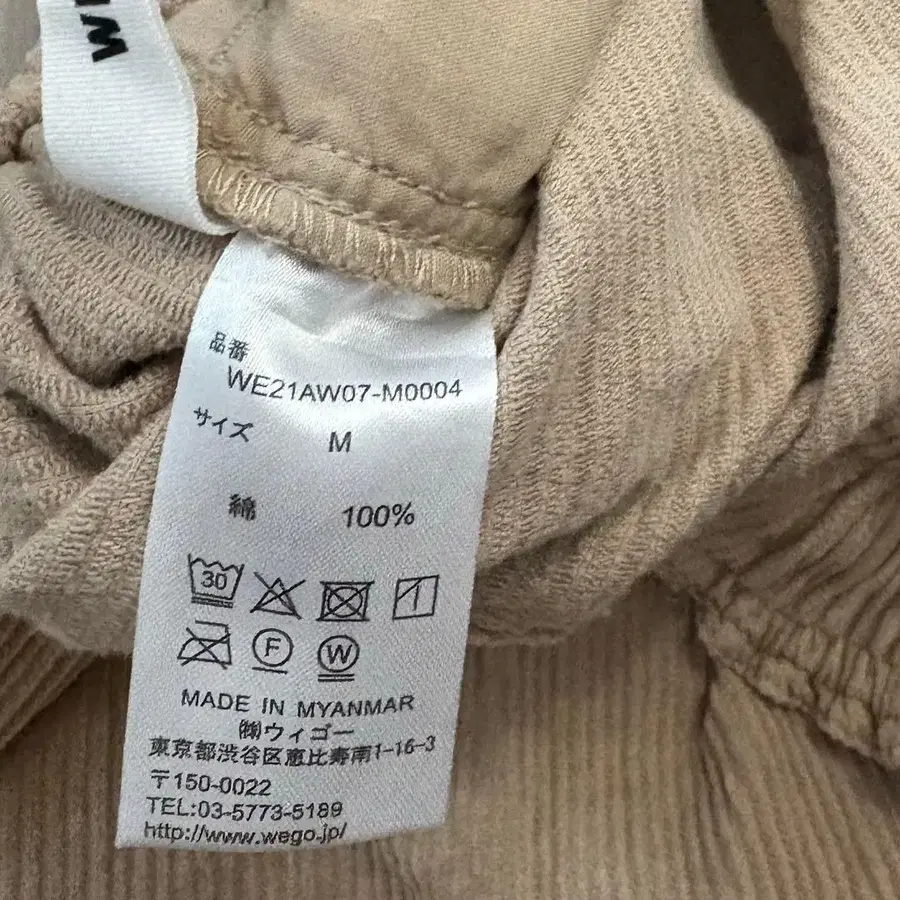 品番
WE21AW07-M0004
サイズ M
綿 100%
30
F W
MADE IN MYANMAR
㈱ウィゴー
東京都渋谷区恵比寿南1-16-3
〒150-0022
TEL:03-5773-5189
http://www.wego.jp/